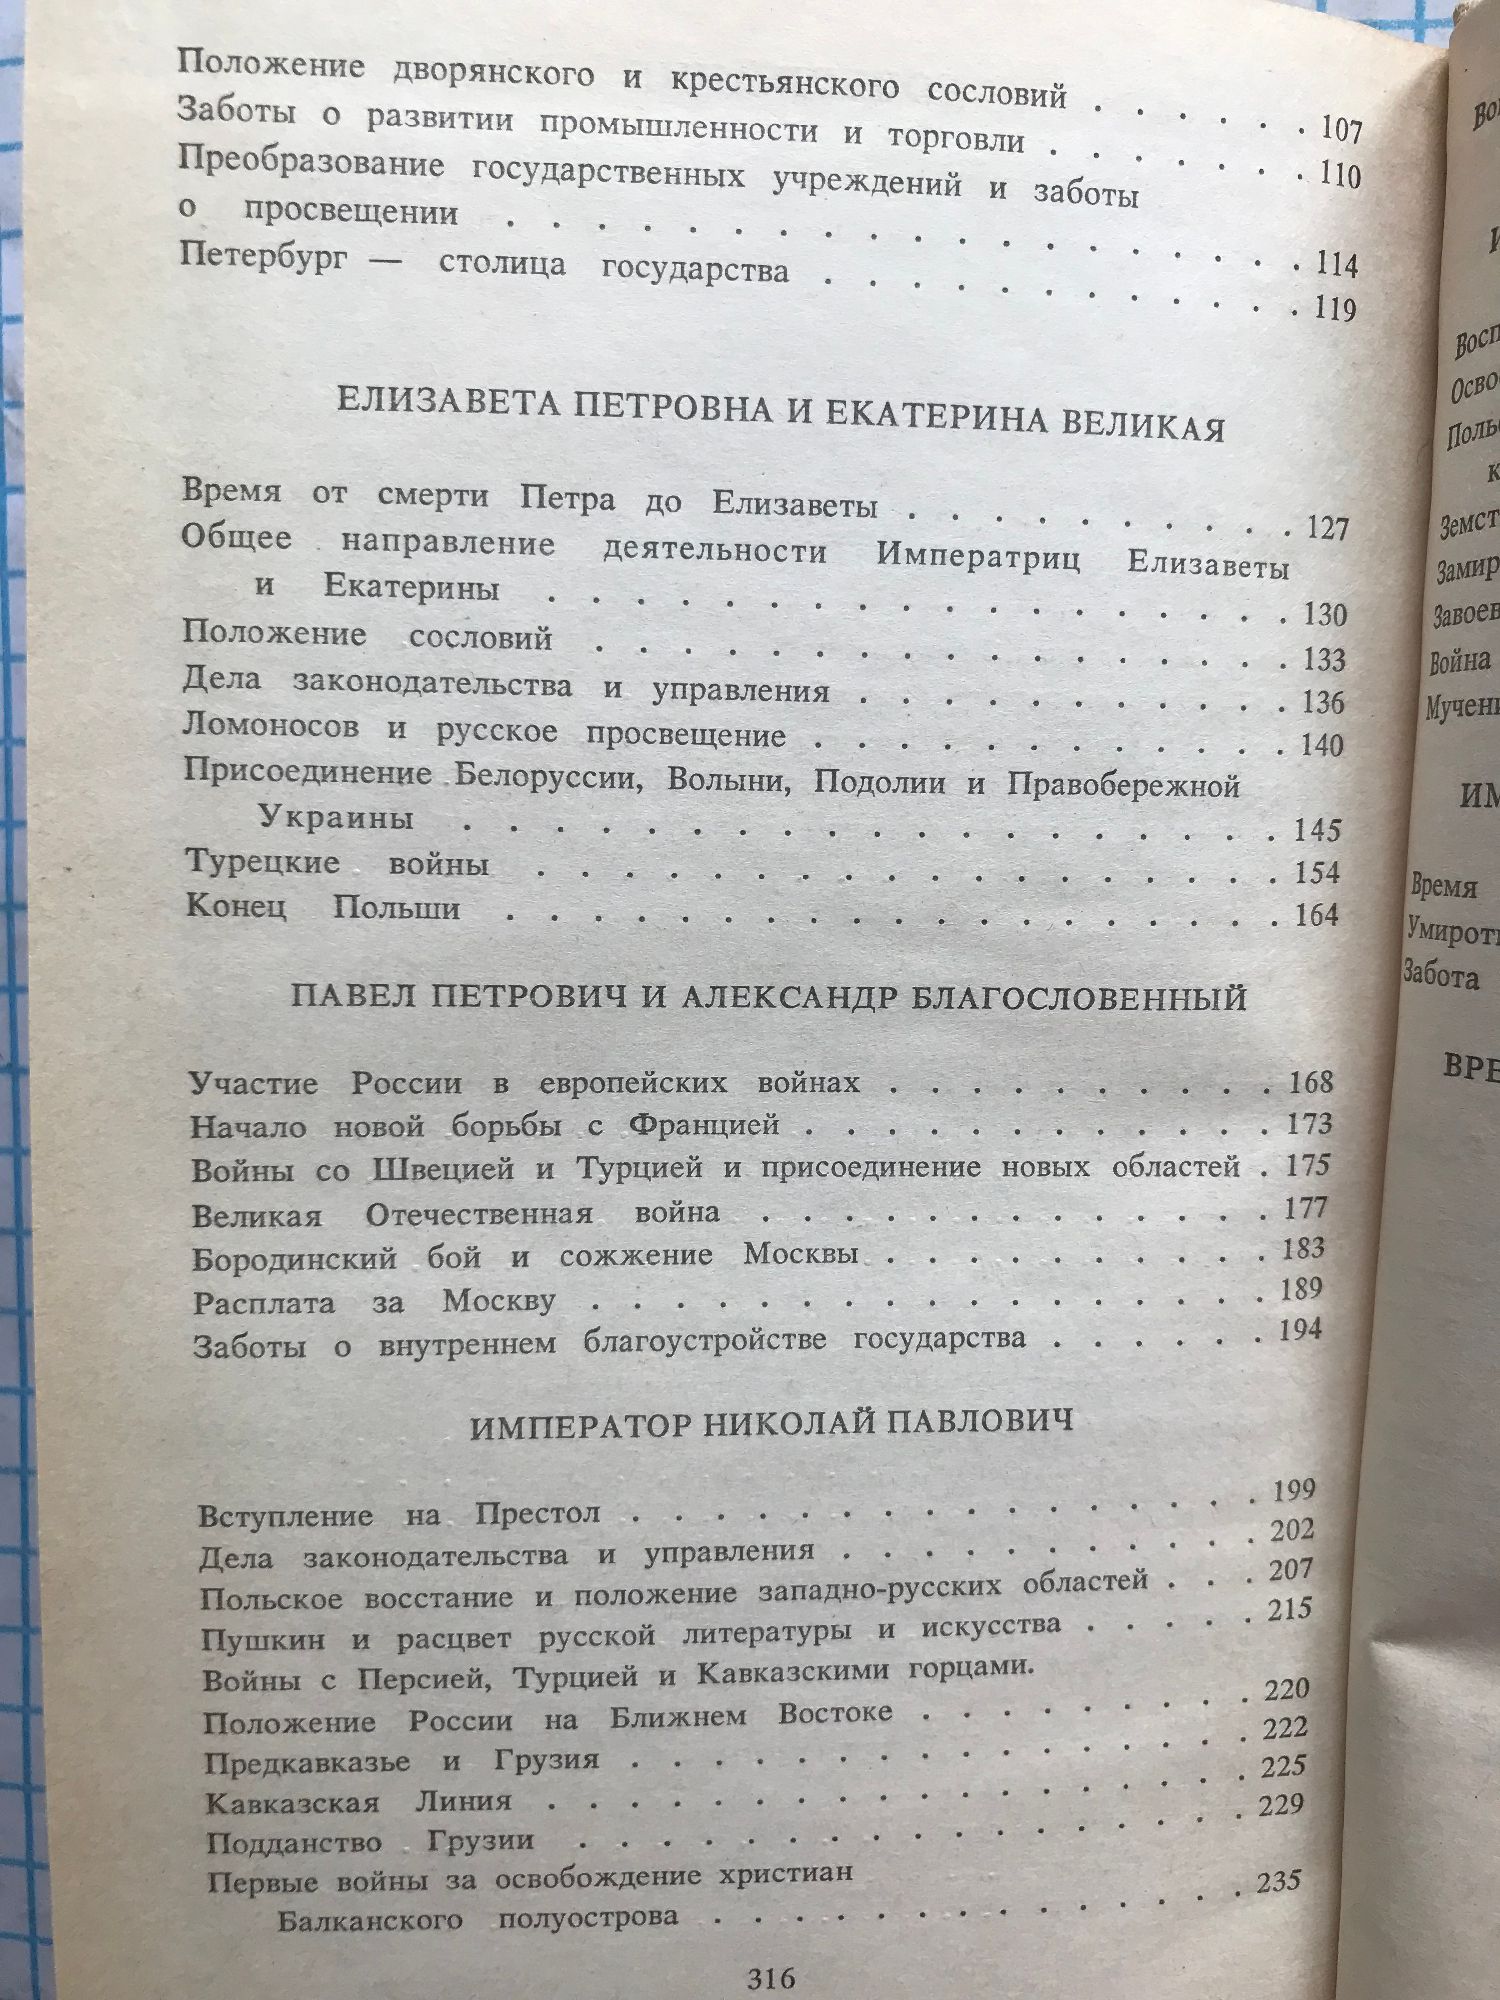 Положение дворянского и крестьянского сословий . . . . . . 107
Заботы о развитии промышленности и торговли . . . . . . . 110
Преобразование государственных учреждений и заботы
о просвещении . . . . . . . . . . . . . . . . . . 114
Петербург — столица государства . . . . . . . . . . . . 119
ЕЛИЗАВЕТА ПЕТРОВНА И ЕКАТЕРИНА ВЕЛИКАЯ
Время от смерти Петра до Елизаветы . . . . . . . . . . 127
Общее направление деятельности Императриц Елизаветы
и Екатерины . . . . . . . . . . . . . . . . . 130
Положение сословий . . . . . . . . . . . . . . . . 133
Дела законодательства и управления . . . . . . . . . . 136
Ломоносов и русское просвещение . . . . . . . . . . . 140
Присоединение Белоруссии, Волыни, Подолии и Правобережной
Украины . . . . . . . . . . . . . . . . . . . 145
Турецкие войны . . . . . . . . . . . . . . . . . 154
Конец Польши . . . . . . . . . . . . . . . . . . 164
ПАВЕЛ ПЕТРОВИЧ И АЛЕКСАНДР БЛАГОСЛОВЕННЫЙ
Участие России в европейских войнах . . . . . . . . . . 168
Начало новой борьбы с Францией . . . . . . . . . . . . 173
Войны со Швецией и Турцией и присоединение новых областей . 175
Великая Отечественная война . . . . . . . . . . . . . 177
Бородинский бой и сожжение Москвы . . . . . . . . . . 183
Расплата за Москву . . . . . . . . . . . . . . . . 189
Заботы о внутреннем благоустройстве государства . . . . . . 194
ИМПЕРАТОР НИКОЛАЙ ПАВЛОВИЧ
Вступление на Престол . . . . . . . . . . . . . . . 199
Дела законодательства и управления . . . . . . . . . . 202
Польское восстание и положение западно-русских областей . . . 207
Пушкин и расцвет русской литературы и искусства . . . . . 215
Войны с Персией, Турцией и Кавказскими горцами.
Положение России на Ближнем Востоке . . . . . . . . . 220
Предкавказье и Грузия . . . . . . . . . . . . . . . 222
Кавказская Линия . . . . . . . . . . . . . . . . . 225
Подданство Грузии . . . . . . . . . . . . . . . . 229
Первые войны за освобождение христиан
Балканского полуострова . . . . . . . . . . . . . 235
316
Земст
Война
Время
Забота